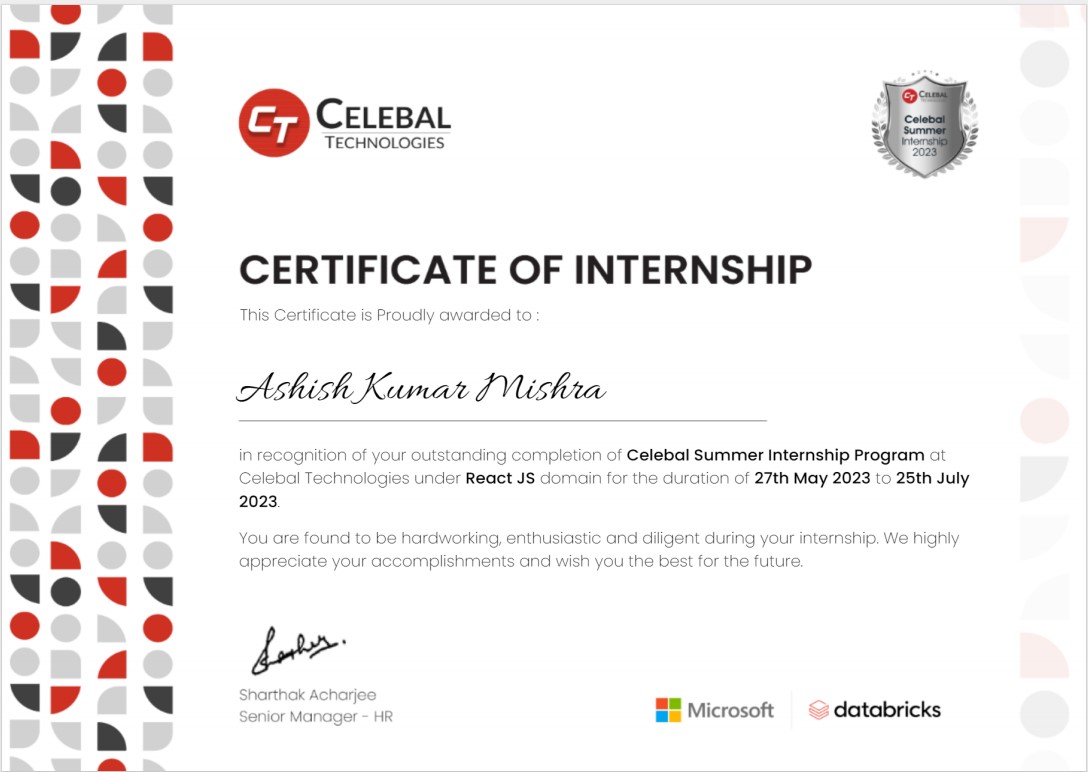 CT CELEBAL
TECHNOLOGIES
CT CELEBAL
TECHNOLOGIES
Celebal
Summer
Internship
2023
CERTIFICATE OF INTERNSHIP
This Certificate is Proudly awarded to :
Ashish Kumar Mishra
in recognition of your outstanding completion of Celebal Summer Internship Program at
Celebal Technologies under React JS domain for the duration of 27th May 2023 to 25th July
2023.
You are found to be hardworking, enthusiastic and diligent during your internship. We highly
appreciate your accomplishments and wish you the best for the future.
Sharthak Acharjee
Senior Manager - HR
Microsoft
databricks